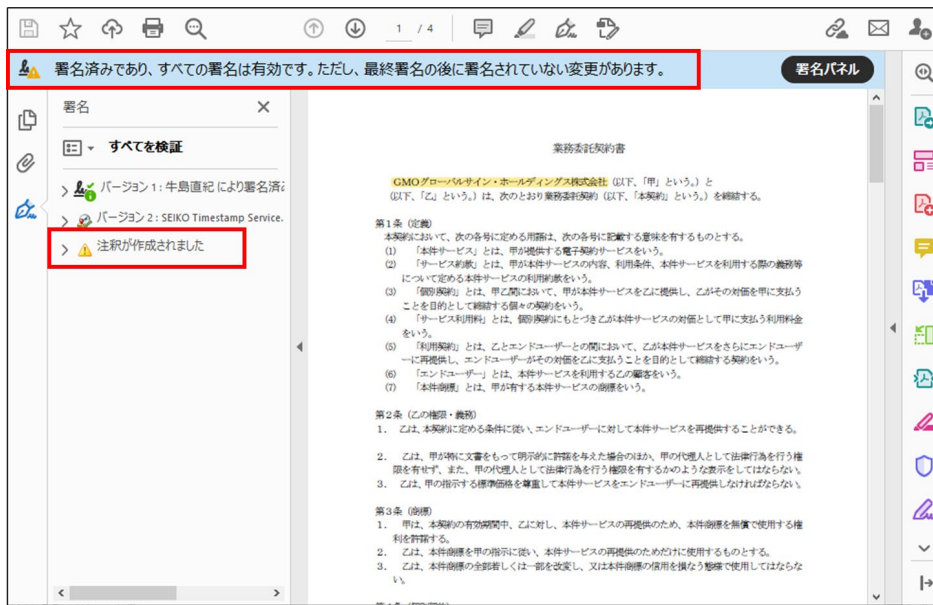 1 / 4
署名済みであり、すべての署名は有効です。ただし、最終署名の後に署名されていない変更があります。
署名パネル
署名
すべてを検証
バージョン 1：牛島直紀 により署名済
バージョン 2：SEIKO Timestamp Service.
注釈が作成されました
業務委託契約書
GMOグローバルサイン・ホールディングス株式会社（以下、「甲」という。）と
（以下、「乙」という。）は、次のとおり業務委託契約（以下、「本契約」という。）を締結する。
第1条（定義）
本契約において、次の各号に定める用語は、次の各号に記載する意味を有するものとする。
(1) 「本件サービス」とは、甲が提供する電子契約サービスをいう。
(2) 「サービス約款」とは、甲が本件サービスの内容、利用条件、本件サービスを利用する際の義務等
について定める本件サービスの利用約款をいう。
(3) 「個別契約」とは、甲乙間において、甲が本件サービスを乙に提供し、乙がその対価を甲に支払う
ことを目的として締結する個々の契約をいう。
(4) 「サービス利用料」とは、個別契約にもとづき乙が本件サービスの対価として甲に支払う利用料金
をいう。
(5) 「利用契約」とは、乙とエンドユーザーとの間において、乙が本件サービスをさらにエンドユーザ
ーに再提供し、エンドユーザーがその対価を乙に支払うことを目的として締結する契約をいう。
(6) 「エンドユーザー」とは、本件サービスを利用する乙の顧客をいう。
(7) 「本件商標」とは、甲が有する本件サービスの商標をいう。
第2条（乙の権限・義務）
1. 乙は、本契約に定める条件に従い、エンドユーザーに対して本件サービスを再提供することができる。
2. 乙は、甲が特に文書をもって明示的に許諾を与えた場合のほか、甲の代理人として法律行為を行う権
限を有せず、また、甲の代理人として法律行為を行う権限を有するかのような表示をしてはならない。
3. 乙は、甲の指示する標準価格を尊重して本件サービスをエンドユーザーに再提供しなければならない。
第3条（商標）
1. 甲は、本契約の有効期間中、乙に対し、本件サービスの再提供のため、本件商標を無償で使用する権
利を許諾する。
2. 乙は、本件商標を甲の指示に従い、本件サービスの再提供のためだけに使用するものとする。
3. 乙は、本件商標の全部若しくは一部を改変し、又は本件商標の信用を損なう態様で使用してはならな
い。